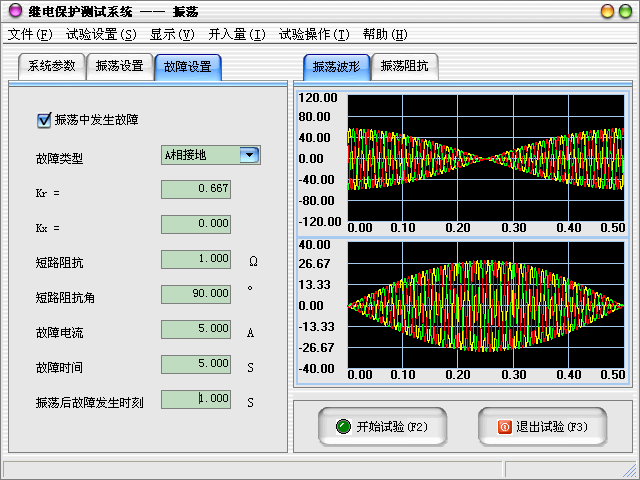 继电保护测试系统 —— 振荡
文件(F) 试验设置(S) 显示(V) 开入量(I) 试验操作(T) 帮助(H)
系统参数 振荡设置 故障设置
振荡中发生故障
故障类型 A相接地
Kr = 0.667
Kx = 0.000
短路阻抗 1.000 Ω
短路阻抗角 90.000 °
故障电流 5.000 A
故障时间 5.000 S
振荡后故障发生时刻 1.000 S
振荡波形 振荡阻抗
120.00
80.00
40.00
0.00
-40.00
-80.00
-120.00
0.00 0.10 0.20 0.30 0.40 0.50
40.00
26.67
13.33
0.00
-13.33
-26.67
-40.00
0.00 0.10 0.20 0.30 0.40 0.50
开始试验(F2) 退出试验(F3)